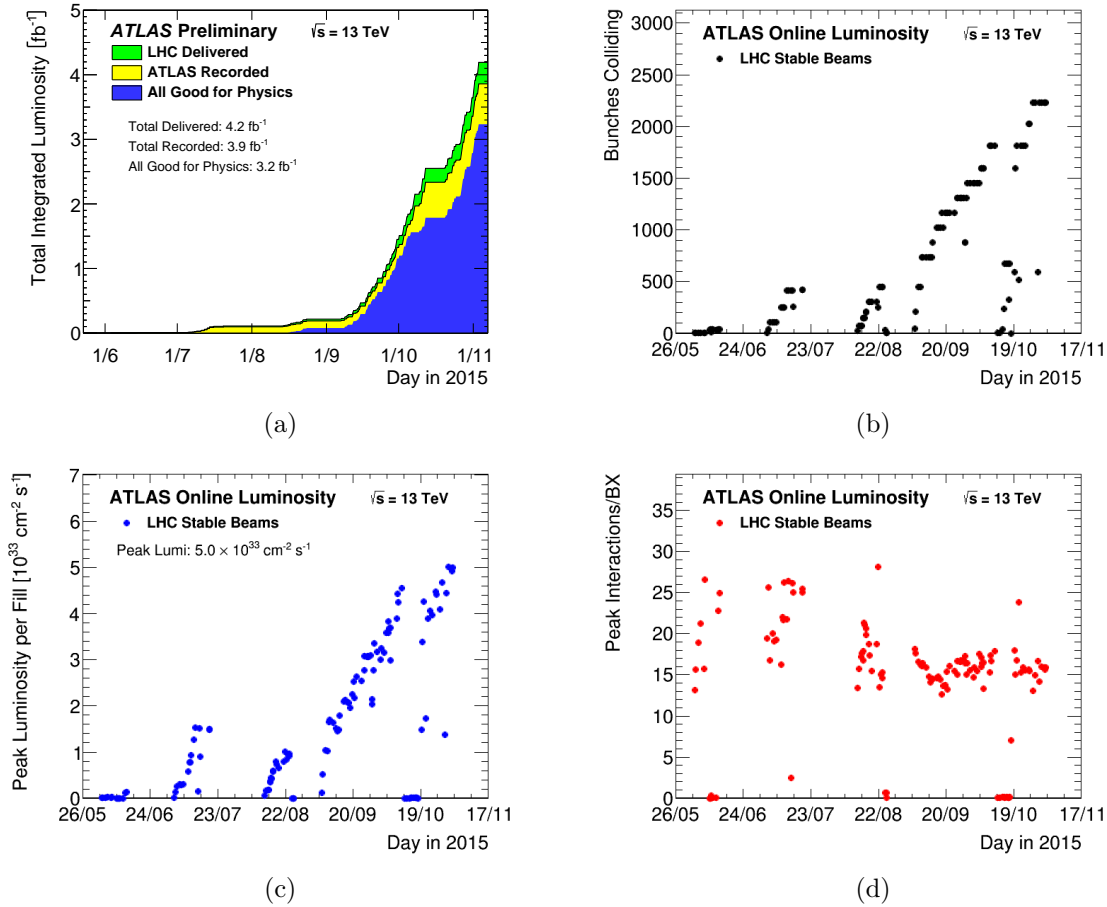 ATLAS Preliminary √s = 13 TeV
LHC Delivered
ATLAS Recorded
All Good for Physics
Total Delivered: 4.2 fb⁻¹
Total Recorded: 3.9 fb⁻¹
All Good for Physics: 3.2 fb⁻¹
Total Integrated Luminosity [fb⁻¹]
5
4
3
2
1
0
1/6 1/7 1/8 1/9 1/10 1/11
Day in 2015
(a)
ATLAS Online Luminosity √s = 13 TeV
LHC Stable Beams
Bunches Colliding
3000
2500
2000
1500
1000
500
0
26/05 24/06 23/07 22/08 20/09 19/10 17/11
Day in 2015
(b)
ATLAS Online Luminosity √s = 13 TeV
LHC Stable Beams
Peak Lumi: 5.0 × 10³³ cm⁻² s⁻¹
Peak Luminosity per Fill [10³³ cm⁻² s⁻¹]
7
6
5
4
3
2
1
0
26/05 24/06 23/07 22/08 20/09 19/10 17/11
Day in 2015
(c)
ATLAS Online Luminosity √s = 13 TeV
LHC Stable Beams
Peak Interactions/BX
35
30
25
20
15
10
5
0
26/05 24/06 23/07 22/08 20/09 19/10 17/11
Day in 2015
(d)